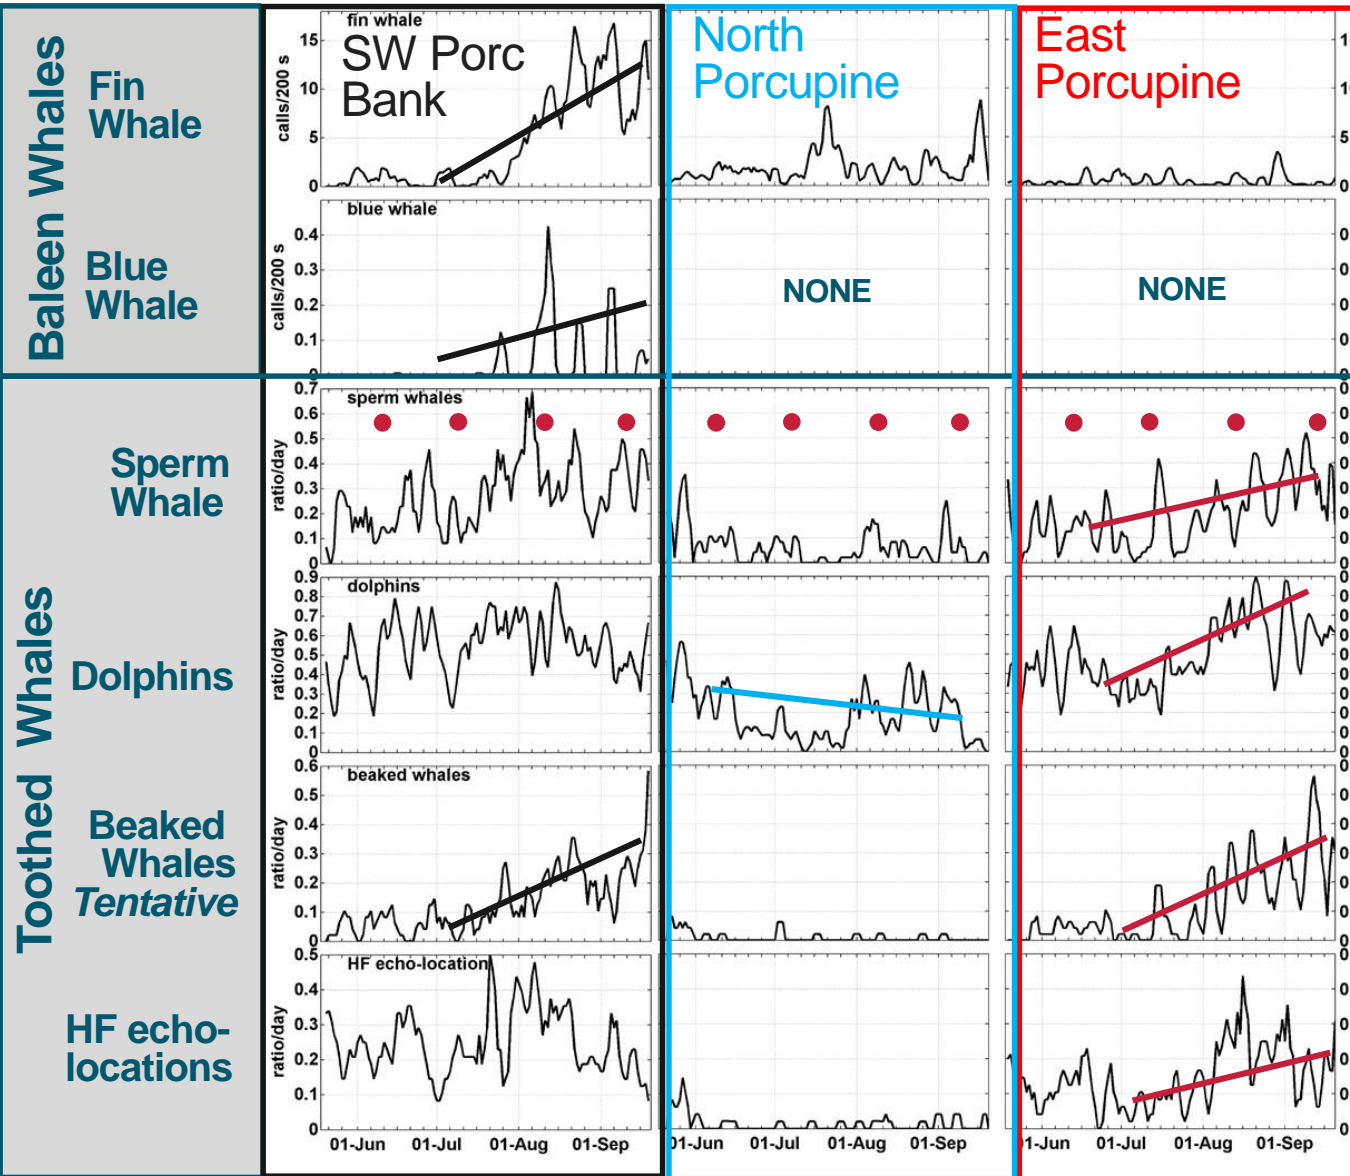 Baleen Whales
Fin
Whale
Blue
Whale
Toothed Whales
Sperm
Whale
Dolphins
Beaked
Whales
Tentative
HF echo-
locations
SW Porc
Bank
fin whale
calls/200 s
15
10
5
0
blue whale
calls/200 s
0.4
0.3
0.2
0.1
0
sperm whales
ratio/day
0.7
0.6
0.5
0.4
0.3
0.2
0.1
0
dolphins
ratio/day
0.9
0.8
0.7
0.6
0.5
0.4
0.3
0.2
0.1
0
beaked whales
ratio/day
0.6
0.5
0.4
0.3
0.2
0.1
0
HF echo-location
ratio/day
0.5
0.4
0.3
0.2
0.1
0
01-Jun 01-Jul 01-Aug 01-Sep
North
Porcupine
NONE
01-Jun 01-Jul 01-Aug 01-Sep
East
Porcupine
5
0
NONE
01-Jul 01-Aug 01-Sep